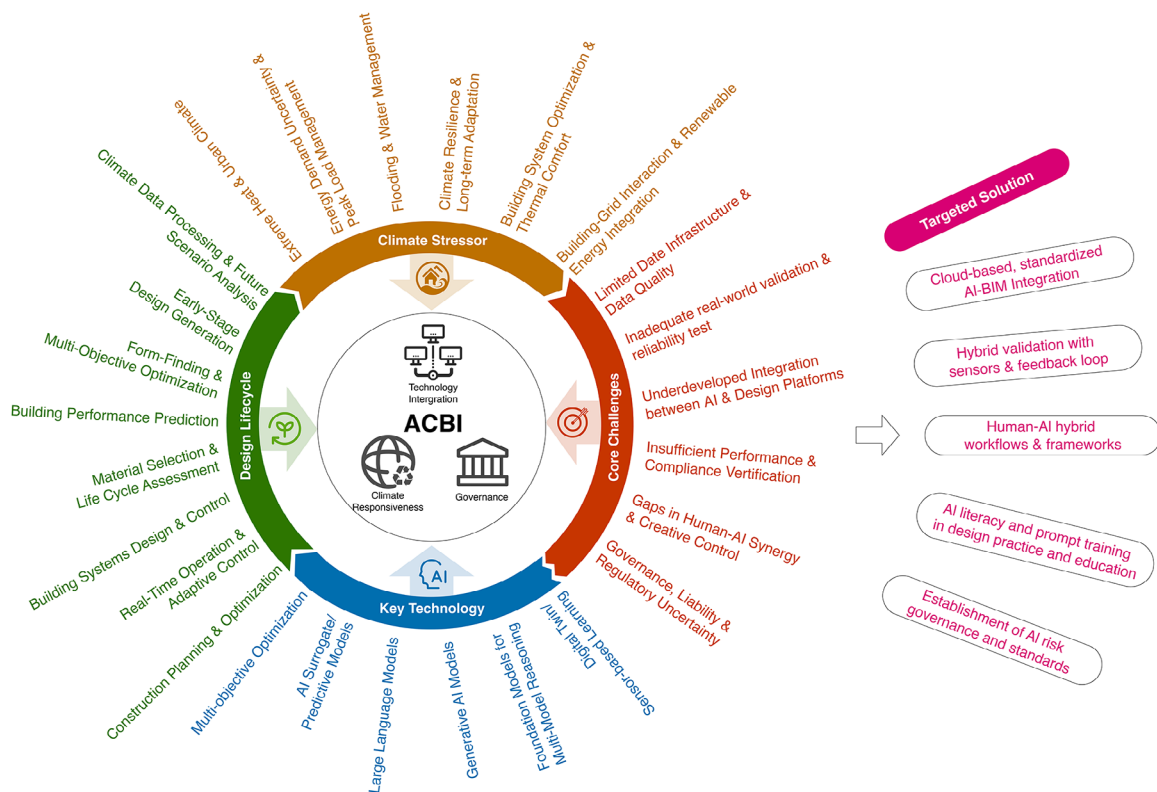 Climate Stressor
Extreme Heat & Urban Climate
Energy Demand Uncertainty &
Peak Load Management
Flooding & Water Management
Climate Resilience &
Long-term Adaptation
Building System Optimization &
Thermal Comfort
Building-Grid Interaction & Renewable
Energy Integration
Core Challenges
Limited Date Infrastructure &
Data Quality
Inadequate real-world validation &
reliability test
Underdeveloped Integration
between AI & Design Platforms
Insufficient Performance &
Compliance Vertification
Gaps in Human-AI Synergy
& Creative Control
Governance, Liability &
Regulatory Uncertainty
Key Technology
AI
Multi-objective Optimization
AI Surrogate/
Predictive Models
Large Language Models
Generative AI Models
Foundation Models for
Multi-Model Reasoning
Digital Twin/
Sensor-based Learning
Design Lifecycle
Climate Data Processing & Future
Scenario Analysis
Early-Stage
Design Generation
Form-Finding &
Multi-Objective Optimization
Building Performance Prediction
Material Selection &
Life Cycle Assessment
Building Systems Design & Control
Real-Time Operation &
Adaptive Control
Construction Planning & Optimization
Technology
Intergration
ACBI
Climate
Responsiveness
Governance
Targeted Solution
Cloud-based, standardized
AI-BIM Integration
Hybrid validation with
sensors & feedback loop
Human-AI hybrid
workflows & frameworks
AI literacy and prompt training
in design practice and education
Establishment of AI risk
governance and standards